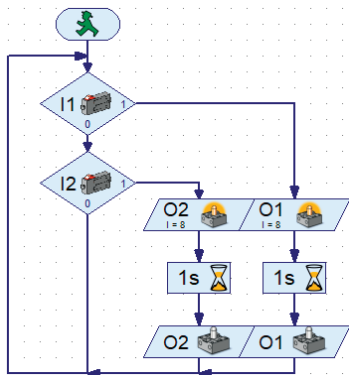 I1 1
0
I2 1
0
O2 O1
I = 8 I = 8
1s 1s
O2 O1